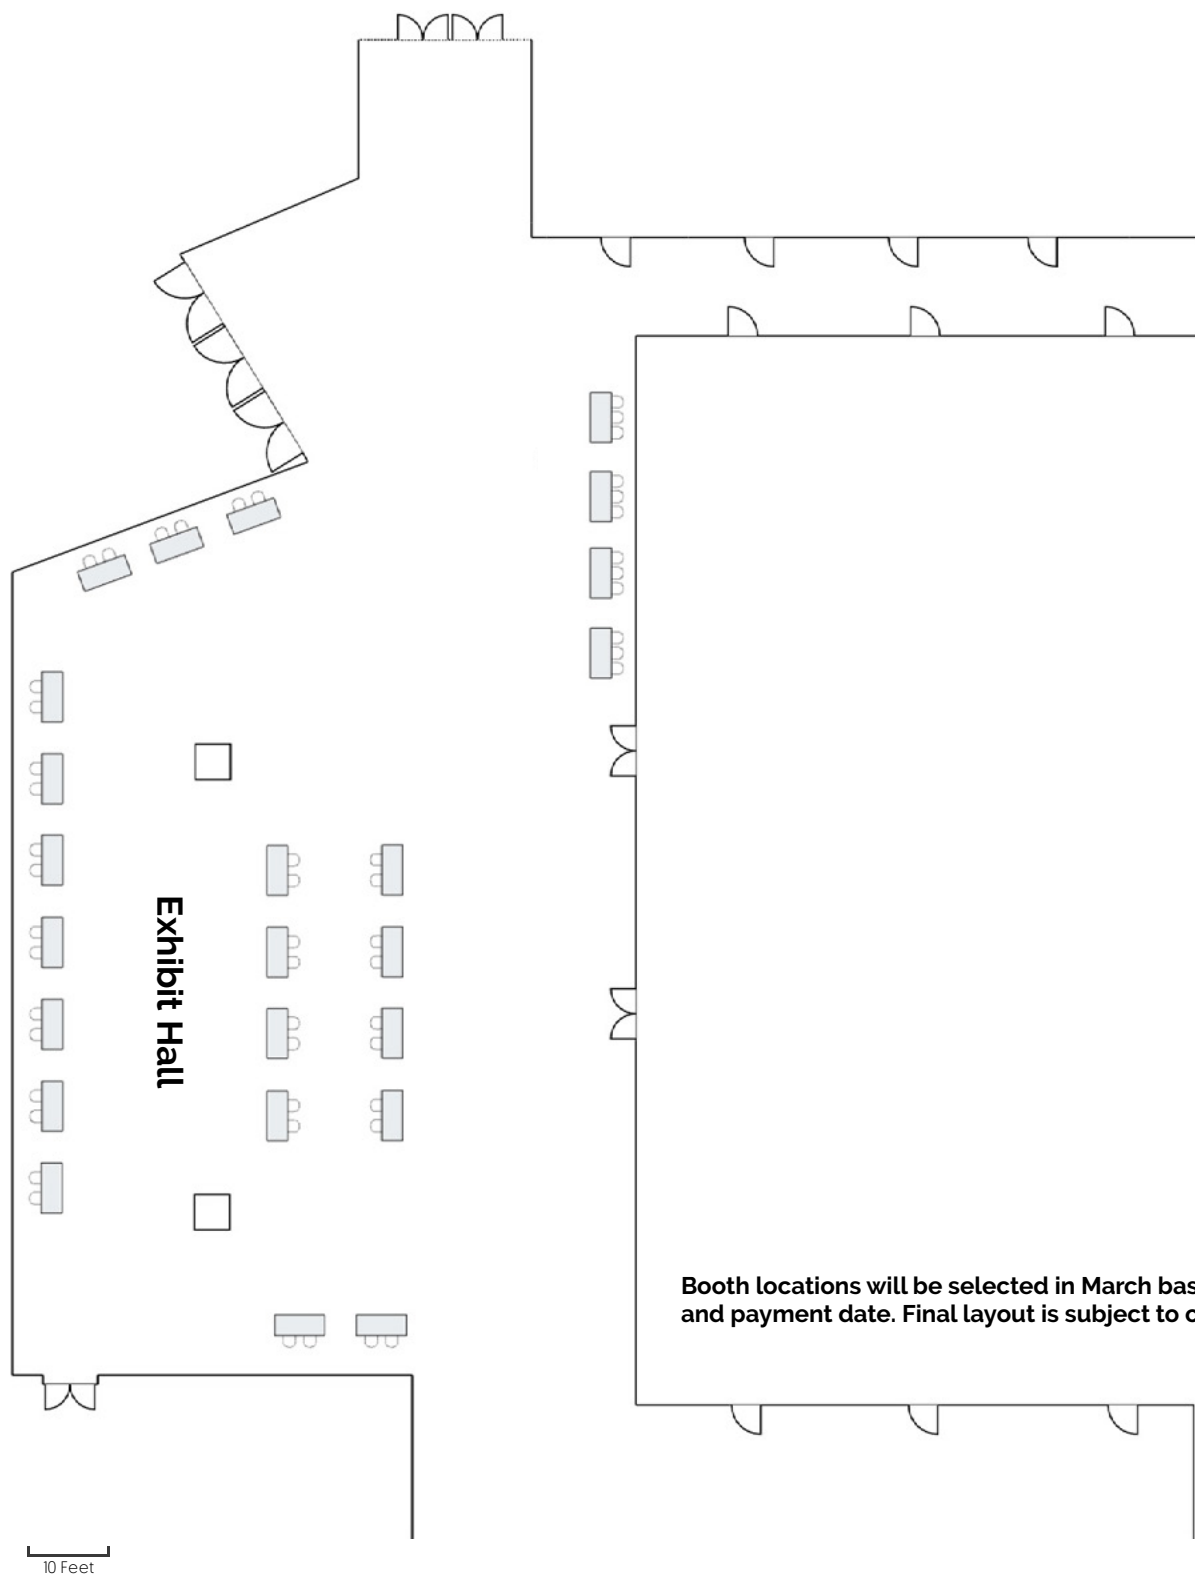 Exhibit Hall
Booth locations will be selected in March bas
and payment date. Final layout is subject to c
10 Feet